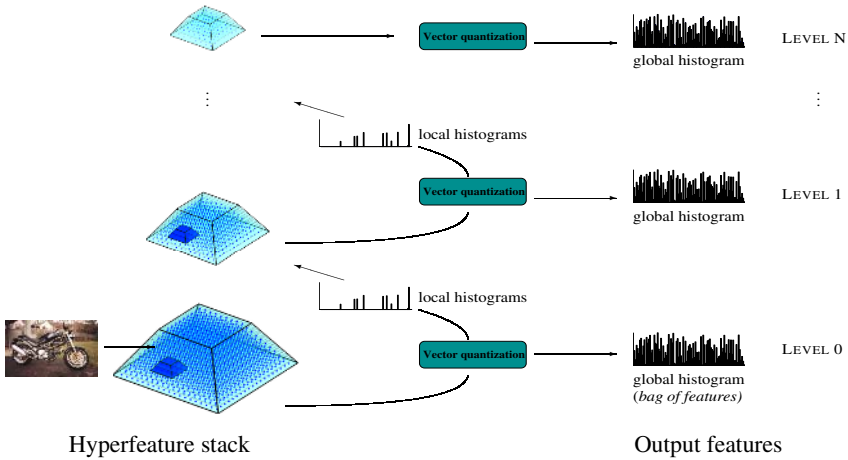 Vector quantization
global histogram
LEVEL N
⋮
⋮
local histograms
Vector quantization
global histogram
LEVEL 1
local histograms
Vector quantization
global histogram
(bag of features)
LEVEL 0
Hyperfeature stack
Output features